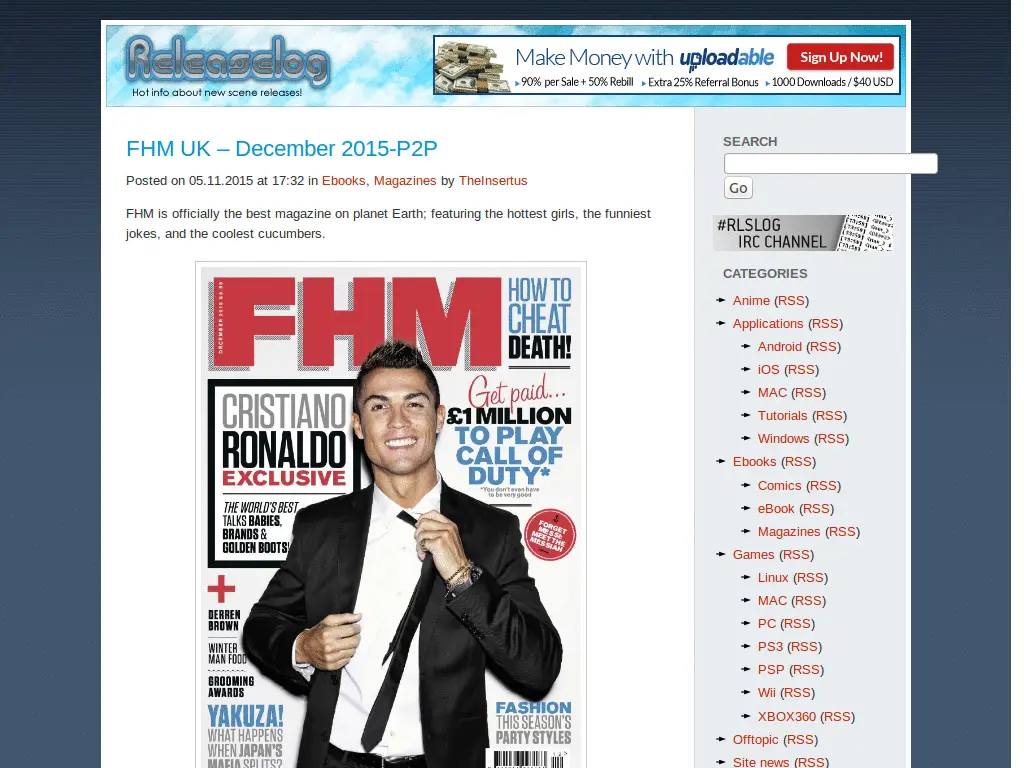 Releaselog
Hot info about new scene releases!
Make Money with uploadable
Sign Up Now!
90% per Sale + 50% Rebill
Extra 25% Referral Bonus
1000 Downloads / $40 USD
FHM UK – December 2015-P2P
Posted on 05.11.2015 at 17:32 in Ebooks, Magazines by TheInsertus
FHM is officially the best magazine on planet Earth; featuring the hottest girls, the funniest
jokes, and the coolest cucumbers.
FHM
HOW TO
CHEAT
DEATH!
CRISTIANO
RONALDO
EXCLUSIVE
THE WORLD'S BEST
TALKS BABIES,
BRANDS &
GOLDEN BOOTS!
Get paid...
£1 MILLION
TO PLAY
CALL OF
DUTY*
*You don't even have
to be very good
FORGET
MESSI:
MEET THE
MESSIAH
DERREN
BROWN
WINTER
MAN FOOD
GROOMING
AWARDS
YAKUZA!
WHAT HAPPENS
WHEN JAPAN'S
MAFIA SPLITS?
FASHION
THIS SEASON'S
PARTY STYLES
SEARCH
Go
#RLSLOG
IRC CHANNEL
CATEGORIES
Anime (RSS)
Applications (RSS)
Android (RSS)
iOS (RSS)
MAC (RSS)
Tutorials (RSS)
Windows (RSS)
Ebooks (RSS)
Comics (RSS)
eBook (RSS)
Magazines (RSS)
Games (RSS)
Linux (RSS)
MAC (RSS)
PC (RSS)
PS3 (RSS)
PSP (RSS)
Wii (RSS)
XBOX360 (RSS)
Offtopic (RSS)
Site news (RSS)